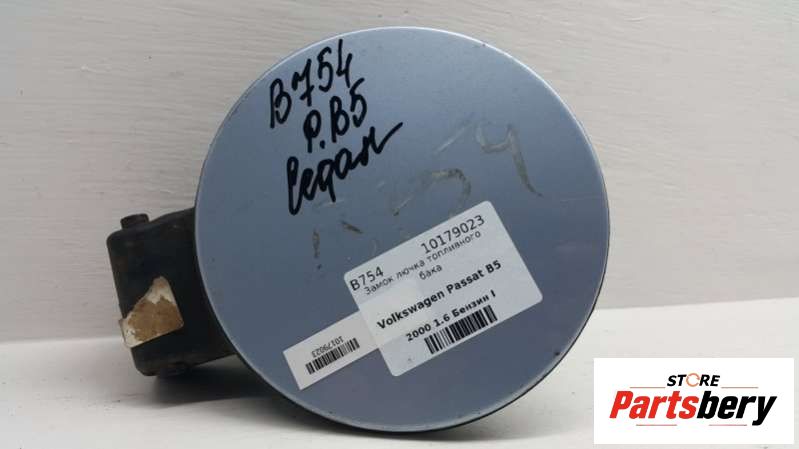 B754
P.B5
Седан
B754 10179023
Замок лючка топливного
бака
Volkswagen Passat B5
2000 1.6 Бензин I
10179023
STORE
Partsbery